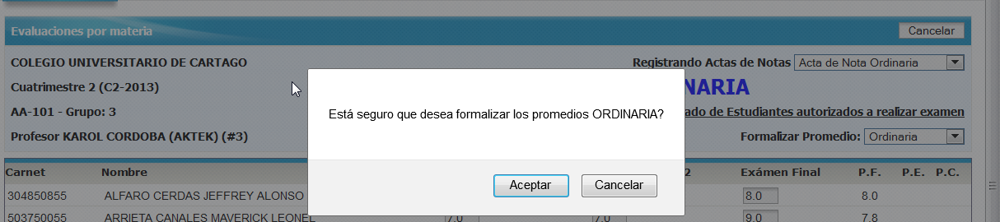 Evaluaciones por materia Cancelar
COLEGIO UNIVERSITARIO DE CARTAGO Registrando Actas de Notas Acta de Nota Ordinaria
Cuatrimestre 2 (C2-2013) NARIA
AA-101 - Grupo: 3 ado de Estudiantes autorizados a realizar examen
Profesor KAROL CORDOBA (AKTEK) (#3) Formalizar Promedio: Ordinaria
Está seguro que desea formalizar los promedios ORDINARIA?
Aceptar Cancelar
Carnet Nombre 2 Exámen Final P.F. P.E. P.C.
304850855 ALFARO CERDAS JEFFREY ALONSO 8.0 8.0
503750055 ARRIETA CANALES MAVERICK LEONEL 7.0 7.0 9.0 7.8